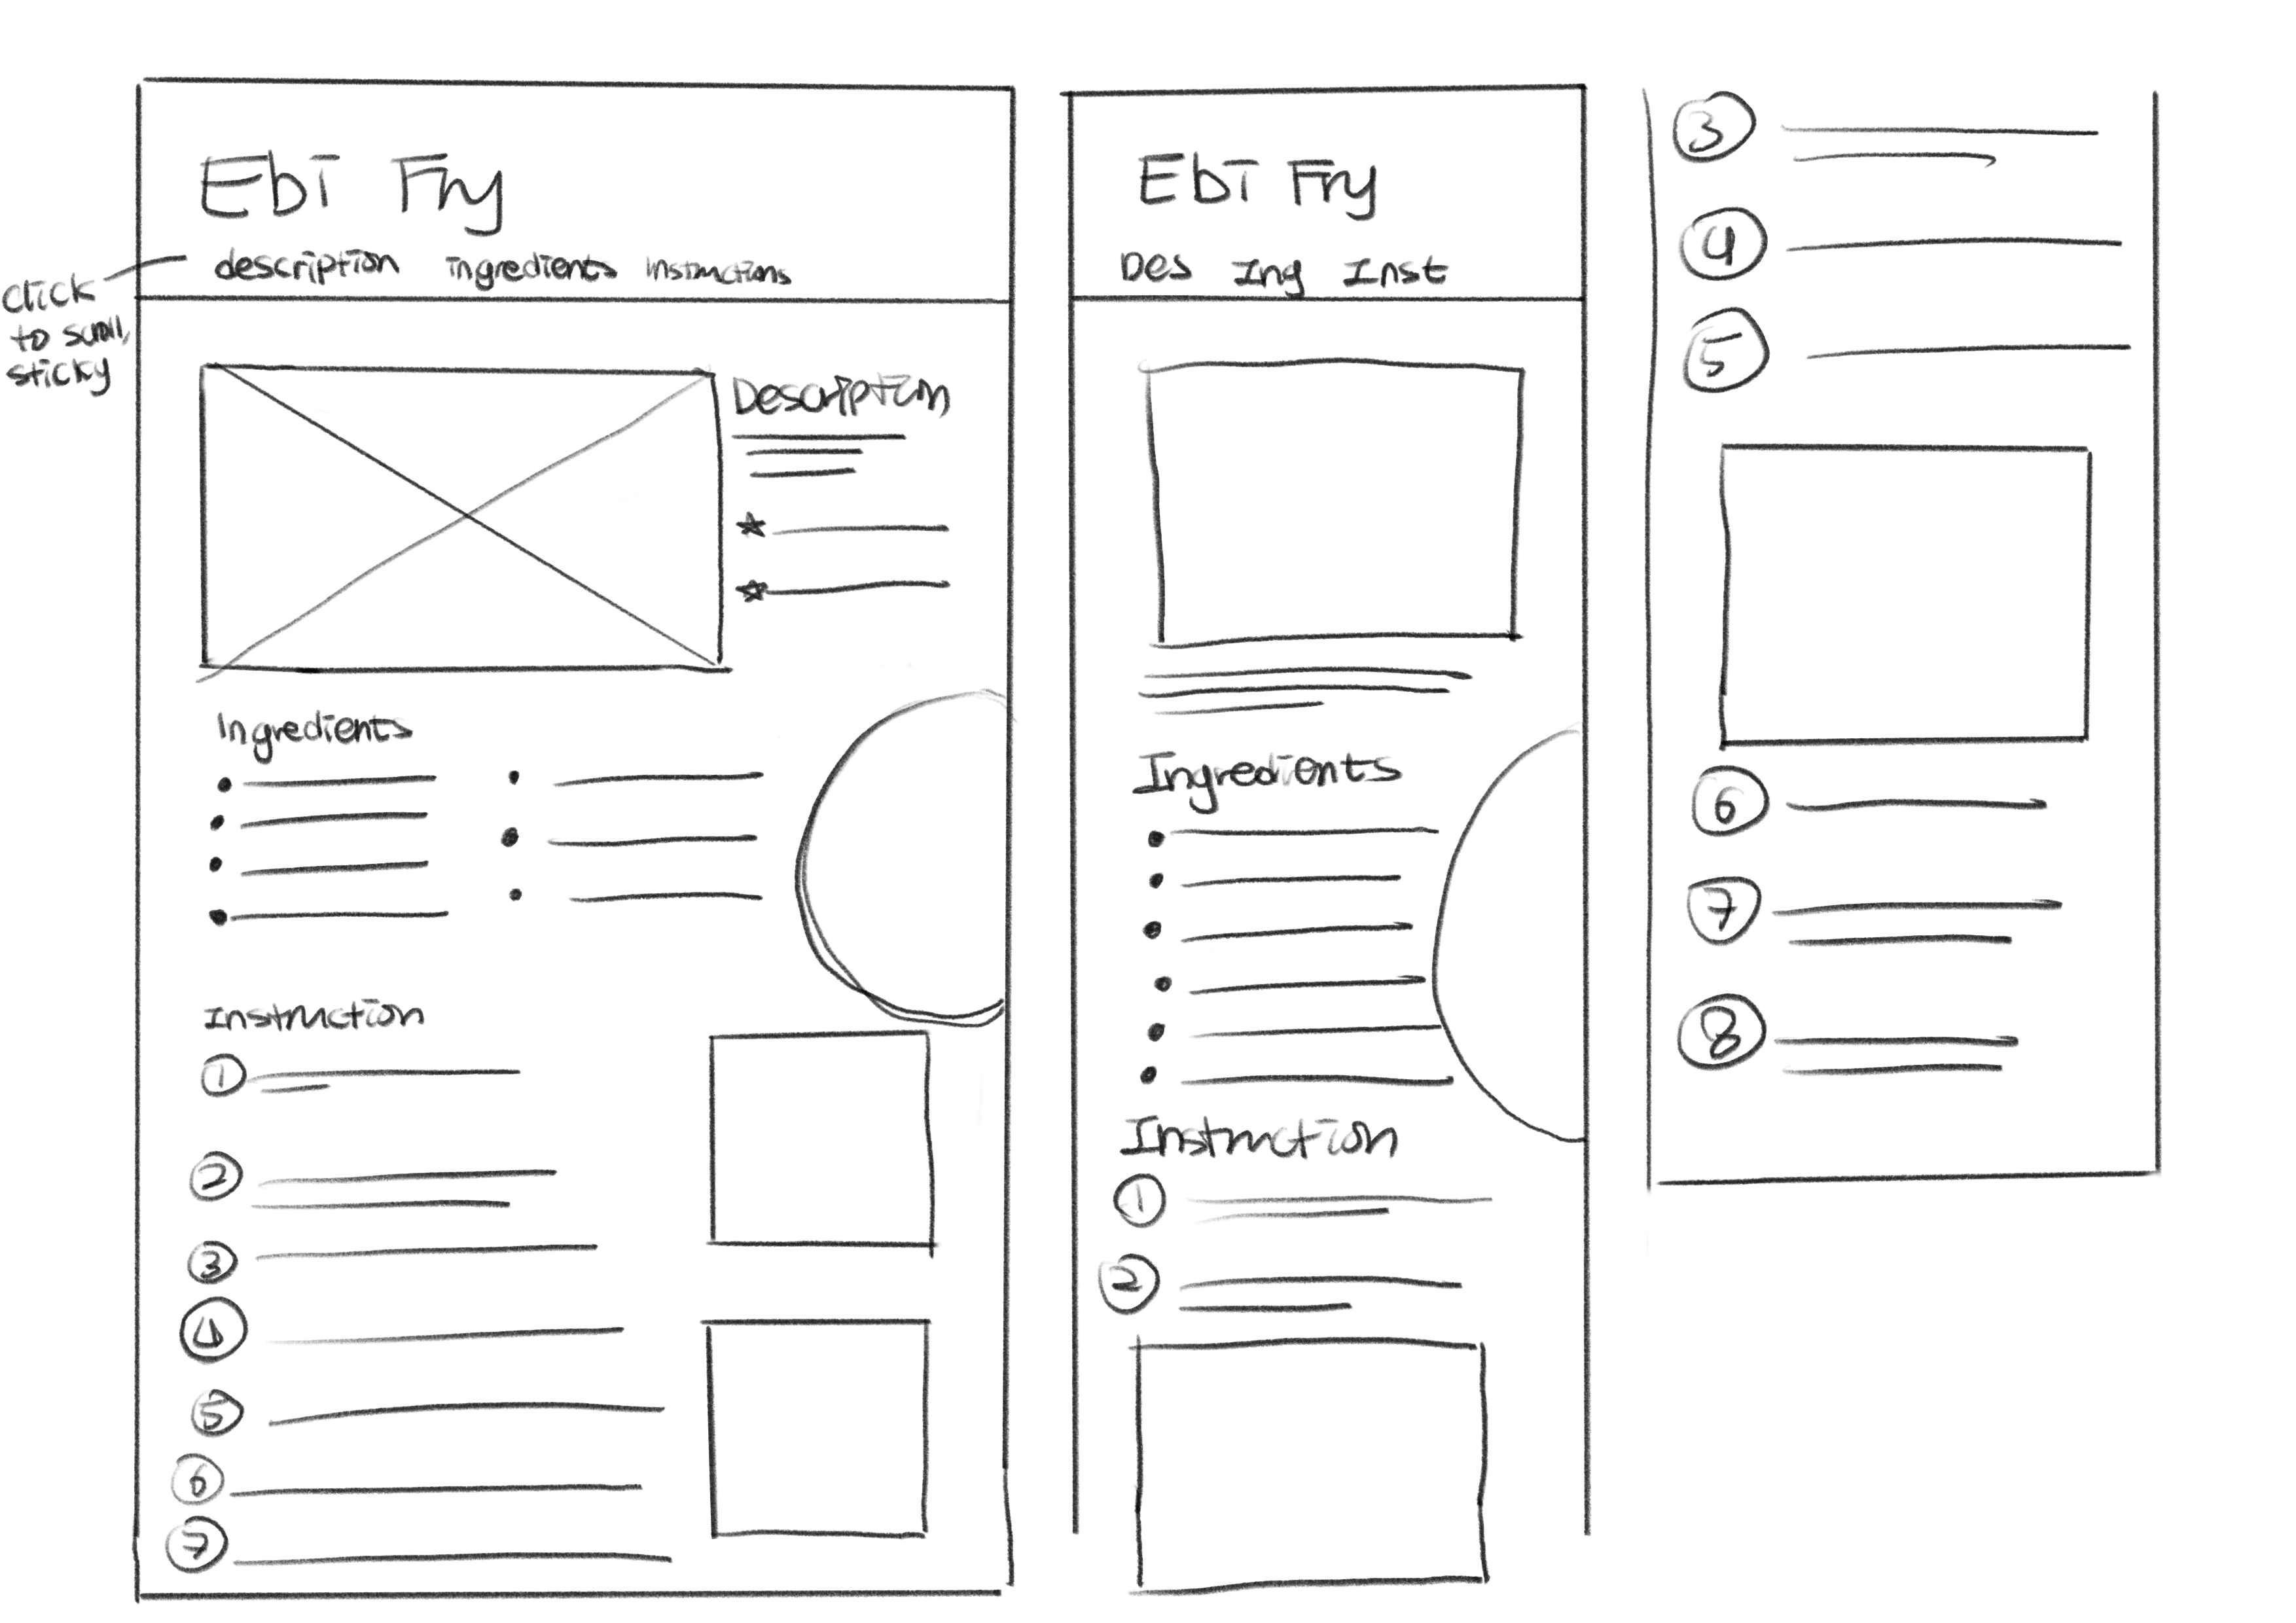 Ebi Fry
description ingredients instructions
click
to scroll,
sticky
Description
Ingredients
Instruction
1
2
3
4
5
6
7
Ebi Fry
Des Ing Inst
Ingredients
Instruction
1
2
3
4
5
6
7
8